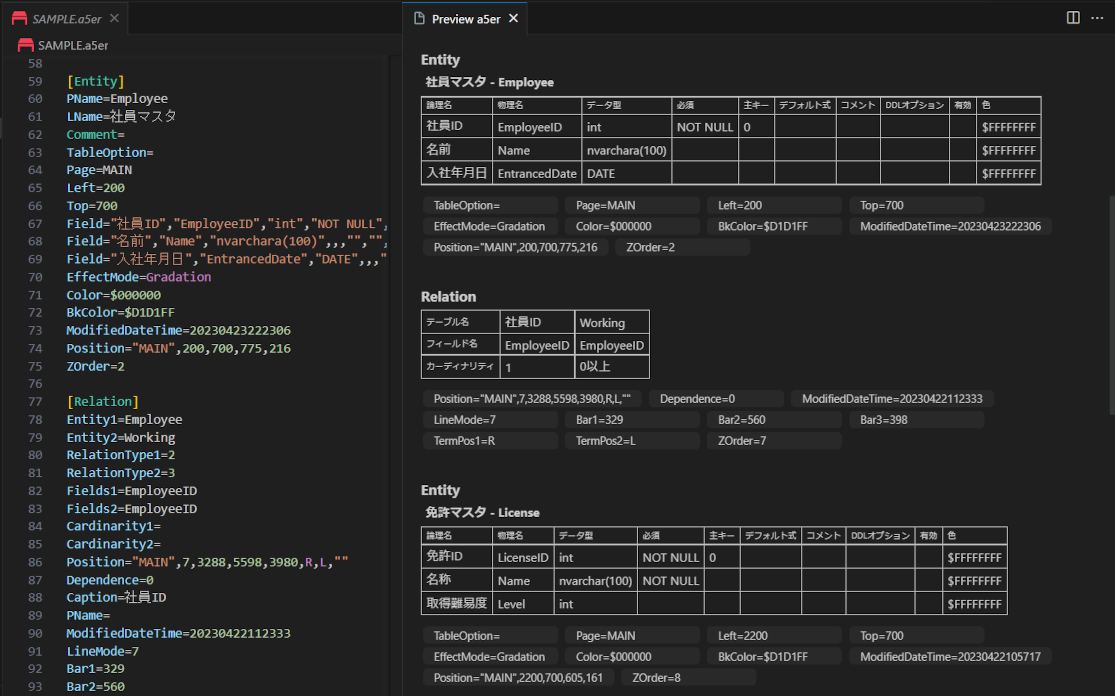 SAMPLE.a5er
SAMPLE.a5er
58
59 [Entity]
60 PName=Employee
61 LName=社員マスタ
62 Comment=
63 TableOption=
64 Page=MAIN
65 Left=200
66 Top=700
67 Field="社員ID","EmployeeID","int","NOT NULL",
68 Field="名前","Name","nvarchar(100)",,,"","",
69 Field="入社年月日","EntrancedDate","DATE",,,"
70 EffectMode=Gradation
71 Color=$000000
72 BkColor=$D1D1FF
73 ModifiedDateTime=20230423222306
74 Position="MAIN",200,700,775,216
75 ZOrder=2
76
77 [Relation]
78 Entity1=Employee
79 Entity2=Working
80 RelationType1=2
81 RelationType2=3
82 Fields1=EmployeeID
83 Fields2=EmployeeID
84 Cardinarity1=
85 Cardinarity2=
86 Position="MAIN",7,3288,5598,3980,R,L,""
87 Dependence=0
88 Caption=社員ID
89 PName=
90 ModifiedDateTime=20230422112333
91 LineMode=7
92 Bar1=329
93 Bar2=560
Preview a5er
Entity
社員マスタ - Employee
論理名 物理名 データ型 必須 主キー デフォルト式 コメント DDLオプション 有効 色
社員ID EmployeeID int NOT NULL 0 $FFFFFFFF
名前 Name nvarchar(100) $FFFFFFFF
入社年月日 EntrancedDate DATE $FFFFFFFF
TableOption= Page=MAIN Left=200 Top=700
EffectMode=Gradation Color=$000000 BkColor=$D1D1FF ModifiedDateTime=20230423222306
Position="MAIN",200,700,775,216 ZOrder=2
Relation
テーブル名 社員ID Working
フィールド名 EmployeeID EmployeeID
カーディナリティ 1 0以上
Position="MAIN",7,3288,5598,3980,R,L,"" Dependence=0 ModifiedDateTime=20230422112333
LineMode=7 Bar1=329 Bar2=560 Bar3=398
TermPos1=R TermPos2=L ZOrder=7
Entity
免許マスタ - License
論理名 物理名 データ型 必須 主キー デフォルト式 コメント DDLオプション 有効 色
免許ID LicenseID int NOT NULL 0 $FFFFFFFF
名称 Name nvarchar(100) NOT NULL $FFFFFFFF
取得難易度 Level int $FFFFFFFF
TableOption= Page=MAIN Left=2200 Top=700
EffectMode=Gradation Color=$000000 BkColor=$D1D1FF ModifiedDateTime=20230422105717
Position="MAIN",2200,700,605,161 ZOrder=8